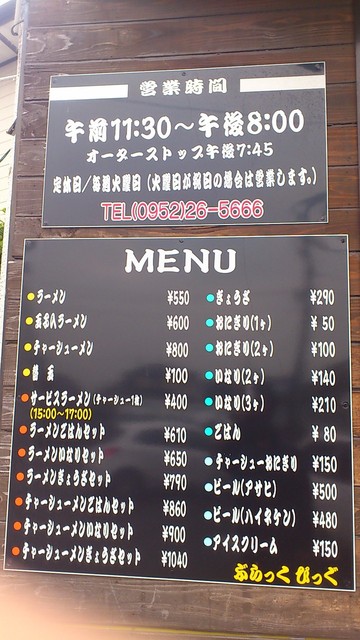 営業時間
午前11:30～午後8:00
オーダーストップ午後7:45
定休日/毎週火曜日(火曜日が祝日の場合は営業します。)
TEL(0952)26-5666
MENU
ラーメン ¥550
玉名入ラーメン ¥600
チャーシューメン ¥800
替玉 ¥100
サービスラーメン(チャーシュー1枚) ¥400
(15:00～17:00)
ラーメンごはんセット ¥610
ラーメンいなりセット ¥650
ラーメンぎょうざセット ¥790
チャーシューメンごはんセット ¥860
チャーシューメンいなりセット ¥900
チャーシューメンぎょうざセット ¥1040
ぎょうざ ¥290
おにぎり(1ヶ) ¥50
おにぎり(2ヶ) ¥100
いなり(2ヶ) ¥140
いなり(3ヶ) ¥210
ごはん ¥80
チャーシューおにぎり ¥150
ビール(アサヒ) ¥500
ビール(ハイネケン) ¥480
アイスクリーム ¥150
ぶらっくぴっぐ